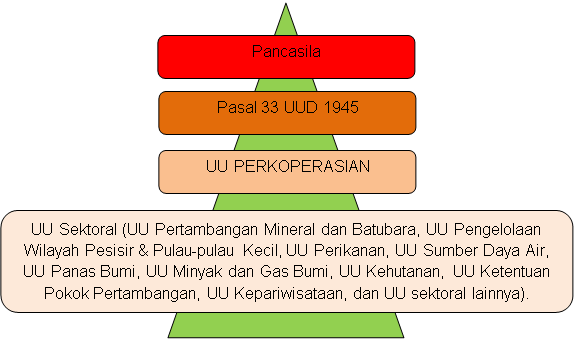 Pancasila
Pasal 33 UUD 1945
UU PERKOPERASIAN
UU Sektoral (UU Pertambangan Mineral dan Batubara, UU Pengelolaan
Wilayah Pesisir & Pulau-pulau Kecil, UU Perikanan, UU Sumber Daya Air,
UU Panas Bumi, UU Minyak dan Gas Bumi, UU Kehutanan, UU Ketentuan
Pokok Pertambangan, UU Kepariwisataan, dan UU sektoral lainnya).